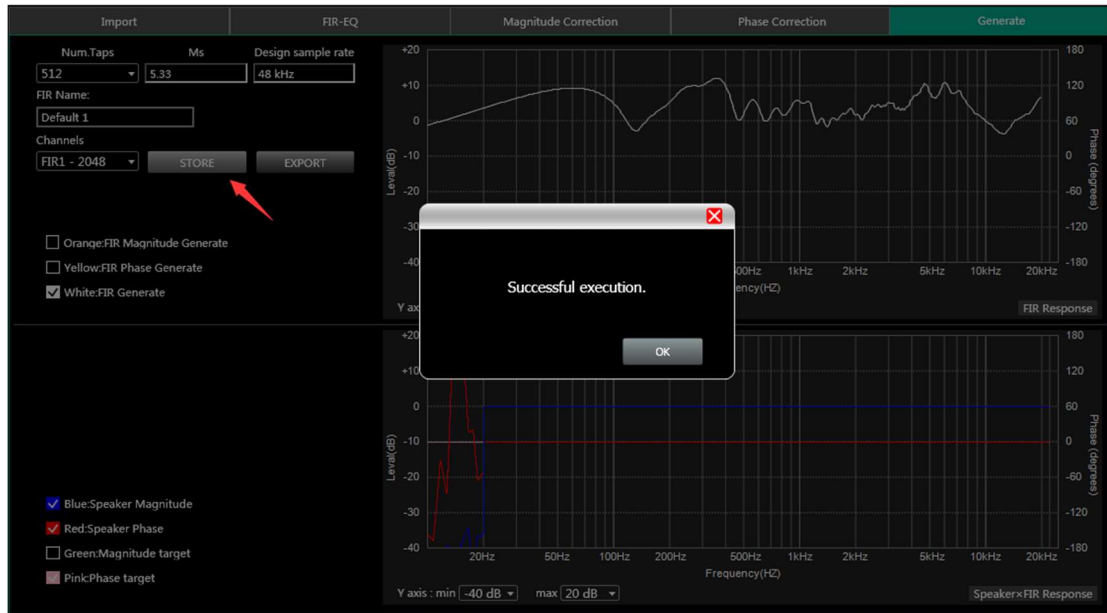 Import FIR-EQ Magnitude Correction Phase Correction Generate
Num.Taps Ms Design sample rate
512 5.33 48 kHz
FIR Name:
Default 1
Channels
FIR1 - 2048 STORE EXPORT
Orange:FIR Magnitude Generate
Yellow:FIR Phase Generate
White:FIR Generate
+20
+10
0
-10
-20
-30
-40
Leval(dB)
180
120
60
0
-60
-120
-180
Phase (degrees)
1kHz 2kHz 5kHz 10kHz 20kHz
FIR Response
Successful execution.
OK
Blue:Speaker Magnitude
Red:Speaker Phase
Green:Magnitude target
Pink:Phase target
+20
+10
0
-10
-20
-30
-40
Leval(dB)
180
120
60
0
-60
-120
-180
Phase (degrees)
20Hz 50Hz 100Hz 200Hz 500Hz 1kHz 2kHz 5kHz 10kHz 20kHz
Frequency(HZ)
Y axis : min -40 dB max 20 dB Speaker×FIR Response